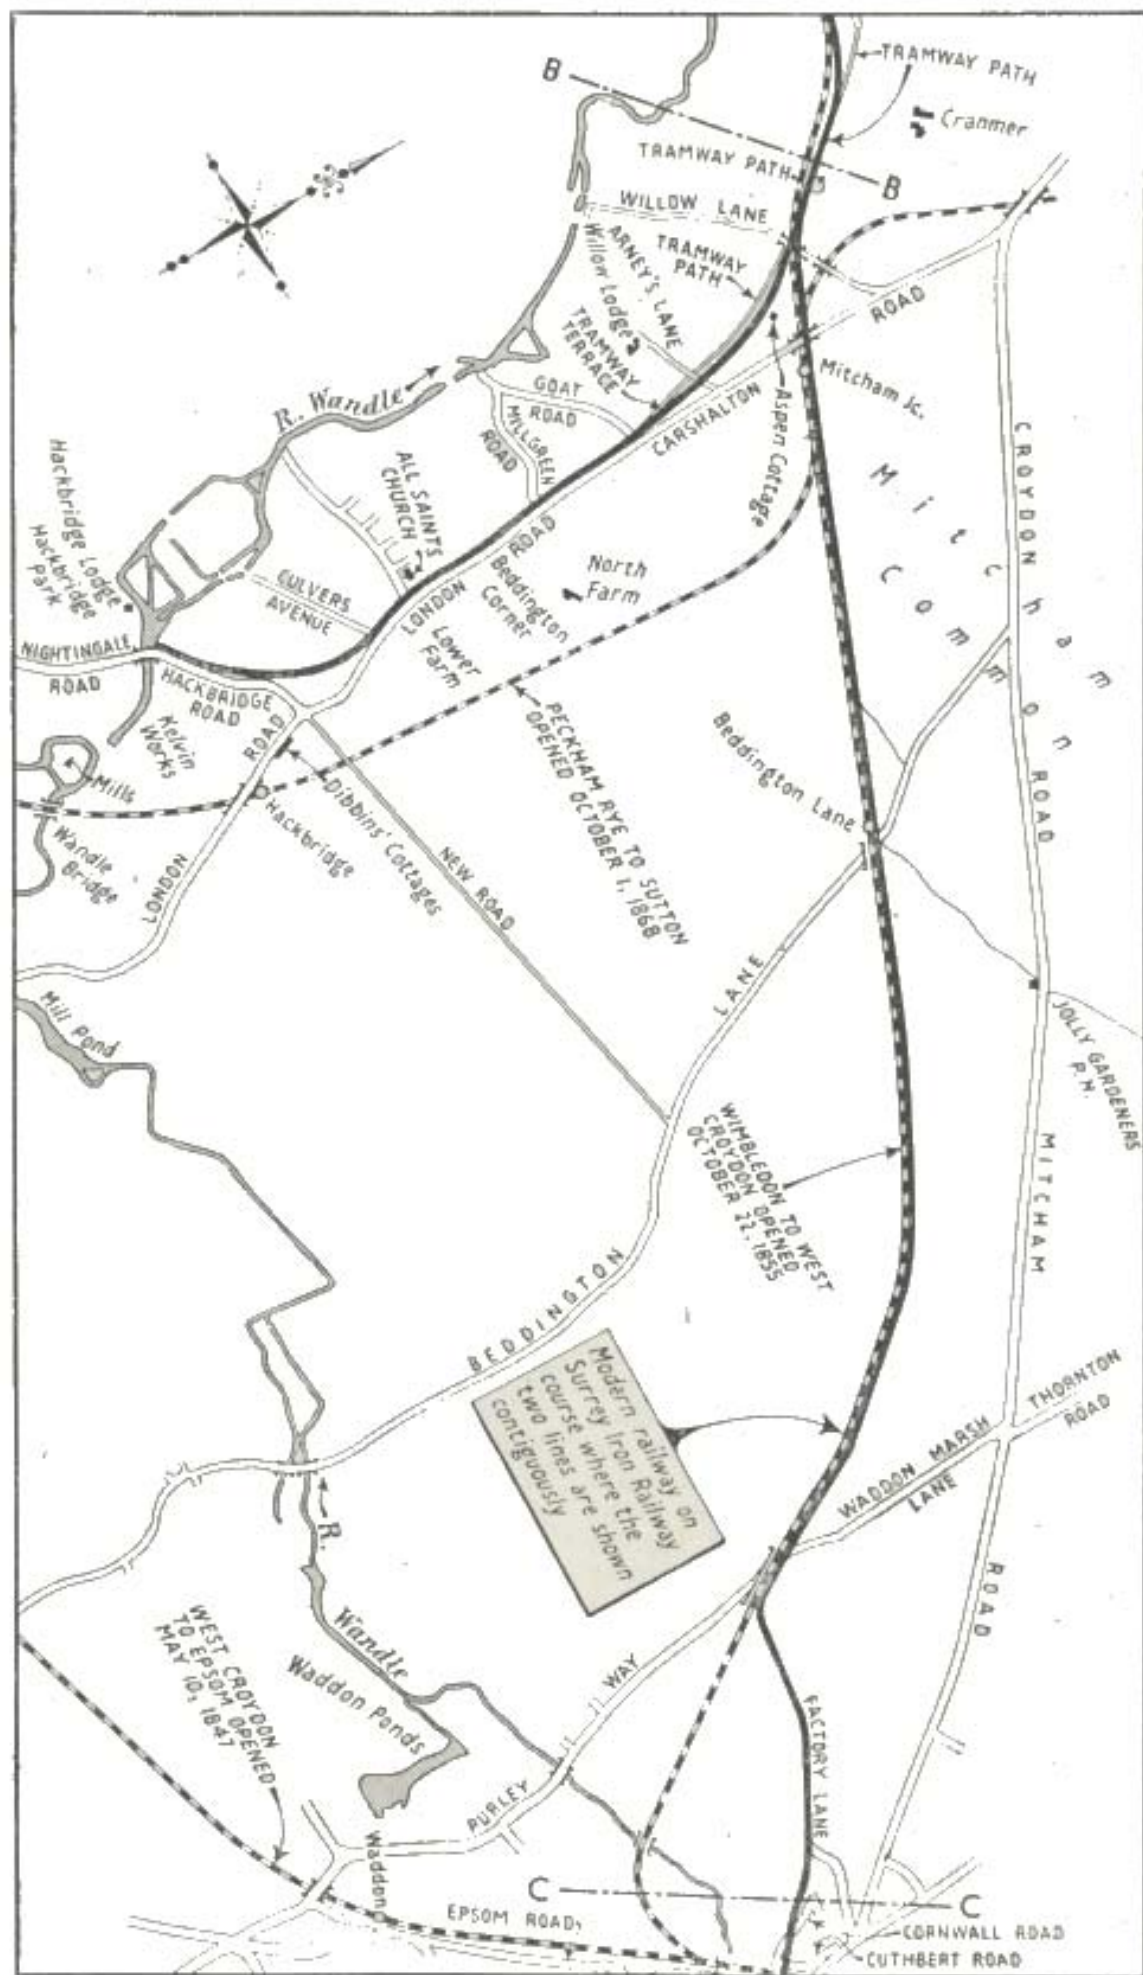 B
TRAMWAY PATH
Cranmer
TRAMWAY PATH
B
WILLOW LANE
TRAMWAY
PATH
ARNEY'S LANE
Willow Lodge
TRAMWAY
TERRACE
ROAD
R. Wandle
GOAT
ROAD
MILLGREEN
ROAD
CARSHALTON
Mitcham Jc.
Aspen Cottage
Mitcham
Common
CROYDON
ROAD
Hackbridge Lodge
Hackbridge
Park
ALL SAINTS
CHURCH
CULVERS
AVENUE
LONDON
ROAD
Beddington
Corner
North
Farm
Lower
Farm
NIGHTINGALE
ROAD
HACKBRIDGE
ROAD
Kelvin
Works
ROAD
Mills
Wandle
Bridge
Dibbins' Cottages
Hackbridge
LONDON
NEW ROAD
PECKHAM RYE TO SUTTON
OPENED OCTOBER 1, 1868
Beddington Lane
LANE
Mill Pond
JOLLY GARDENERS
P.H.
MITCHAM
WIMBLEDON TO WEST
CROYDON OPENED
OCTOBER 22, 1855
BEDDINGTON
Modern railway on
Surrey Iron Railway
course where the
two lines are shown
contiguously
THORNTON
ROAD
WADDON MARSH
LANE
ROAD
R.
Wandle
Waddon Ponds
WEST CROYDON
TO EPSOM OPENED
MAY 10, 1847
WAY
PURLEY
FACTORY LANE
Waddon
C
C
EPSOM ROAD,
CORNWALL ROAD
CUTHBERT ROAD